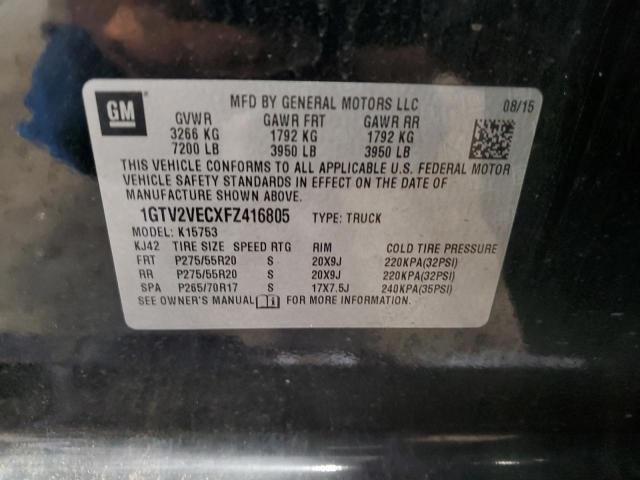 GM
MFD BY GENERAL MOTORS LLC 08/15
GVWR GAWR FRT GAWR RR
3266 KG 1792 KG 1792 KG
7200 LB 3950 LB 3950 LB
THIS VEHICLE CONFORMS TO ALL APPLICABLE U.S. FEDERAL MOTOR
VEHICLE SAFETY STANDARDS IN EFFECT ON THE DATE OF
MANUFACTURE SHOWN ABOVE.
1GTV2VECXFZ416805 TYPE: TRUCK
MODEL: K15753
KJ42 TIRE SIZE SPEED RTG RIM COLD TIRE PRESSURE
FRT P275/55R20 S 20X9J 220KPA(32PSI)
RR P275/55R20 S 20X9J 220KPA(32PSI)
SPA P265/70R17 S 17X7.5J 240KPA(35PSI)
SEE OWNER'S MANUAL FOR MORE INFORMATION.